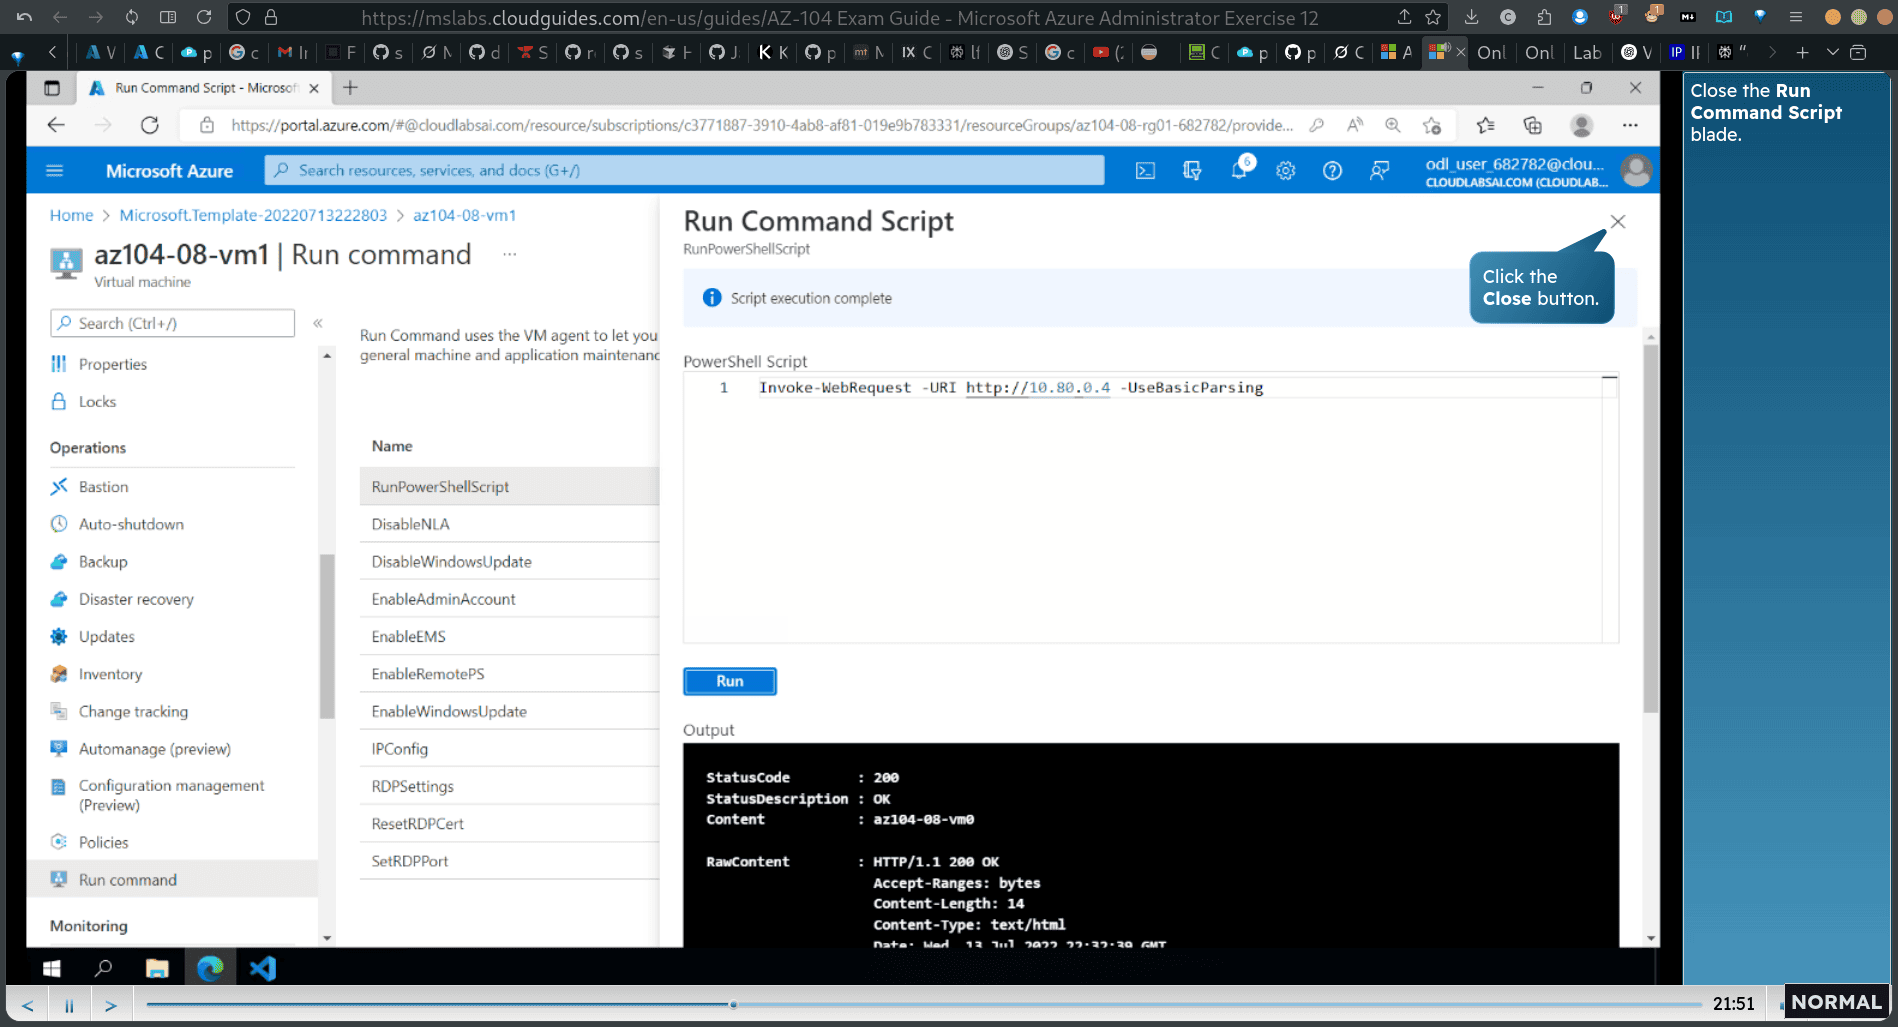 https://mslabs.cloudguides.com/en-us/guides/AZ-104 Exam Guide - Microsoft Azure Administrator Exercise 12
Onl
Onl
Lab
Run Command Script - Microsof
https://portal.azure.com/#@cloudlabsai.com/resource/subscriptions/c3771887-3910-4ab8-af81-019e9b783331/resourceGroups/az104-08-rg01-682782/provide...
Microsoft Azure
Search resources, services, and docs (G+/)
6
odl_user_682782@clou...
CLOUDLABSAI.COM (CLOUDLAB...
Home > Microsoft.Template-20220713222803 > az104-08-vm1
az104-08-vm1 | Run command ...
Virtual machine
Search (Ctrl+/)
«
Properties
Locks
Operations
Bastion
Auto-shutdown
Backup
Disaster recovery
Updates
Inventory
Change tracking
Automanage (preview)
Configuration management
(Preview)
Policies
Run command
Monitoring
Run Command uses the VM agent to let you
general machine and application maintenanc
Name
RunPowerShellScript
DisableNLA
DisableWindowsUpdate
EnableAdminAccount
EnableEMS
EnableRemotePS
EnableWindowsUpdate
IPConfig
RDPSettings
ResetRDPCert
SetRDPPort
Run Command Script
RunPowerShellScript
Script execution complete
Click the
Close button.
PowerShell Script
1 Invoke-WebRequest -URI http://10.80.0.4 -UseBasicParsing
Run
Output
StatusCode : 200
StatusDescription : OK
Content : az104-08-vm0
RawContent : HTTP/1.1 200 OK
Accept-Ranges: bytes
Content-Length: 14
Content-Type: text/html
Date: Wed, 13 Jul 2022 22:32:39 GMT
Close the Run
Command Script
blade.
21:51
NORMAL